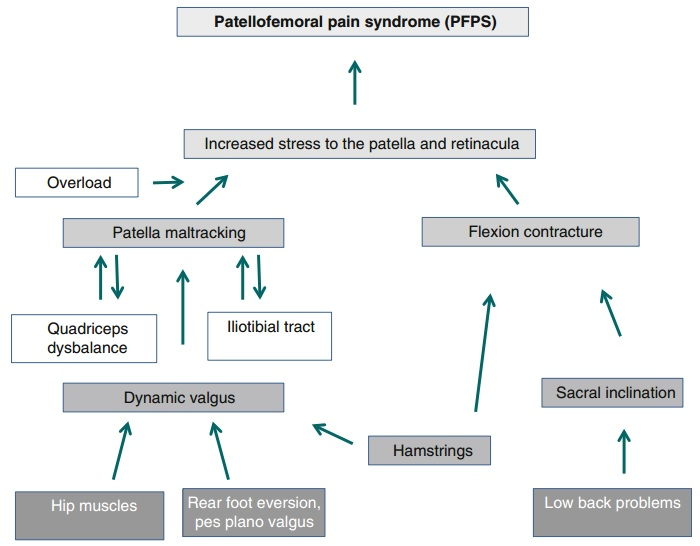 Patellofemoral pain syndrome (PFPS)
Increased stress to the patella and retinacula
Overload
Patella maltracking
Flexion contracture
Quadriceps
dysbalance
Iliotibial tract
Dynamic valgus
Sacral inclination
Hamstrings
Hip muscles
Rear foot eversion,
pes plano valgus
Low back problems